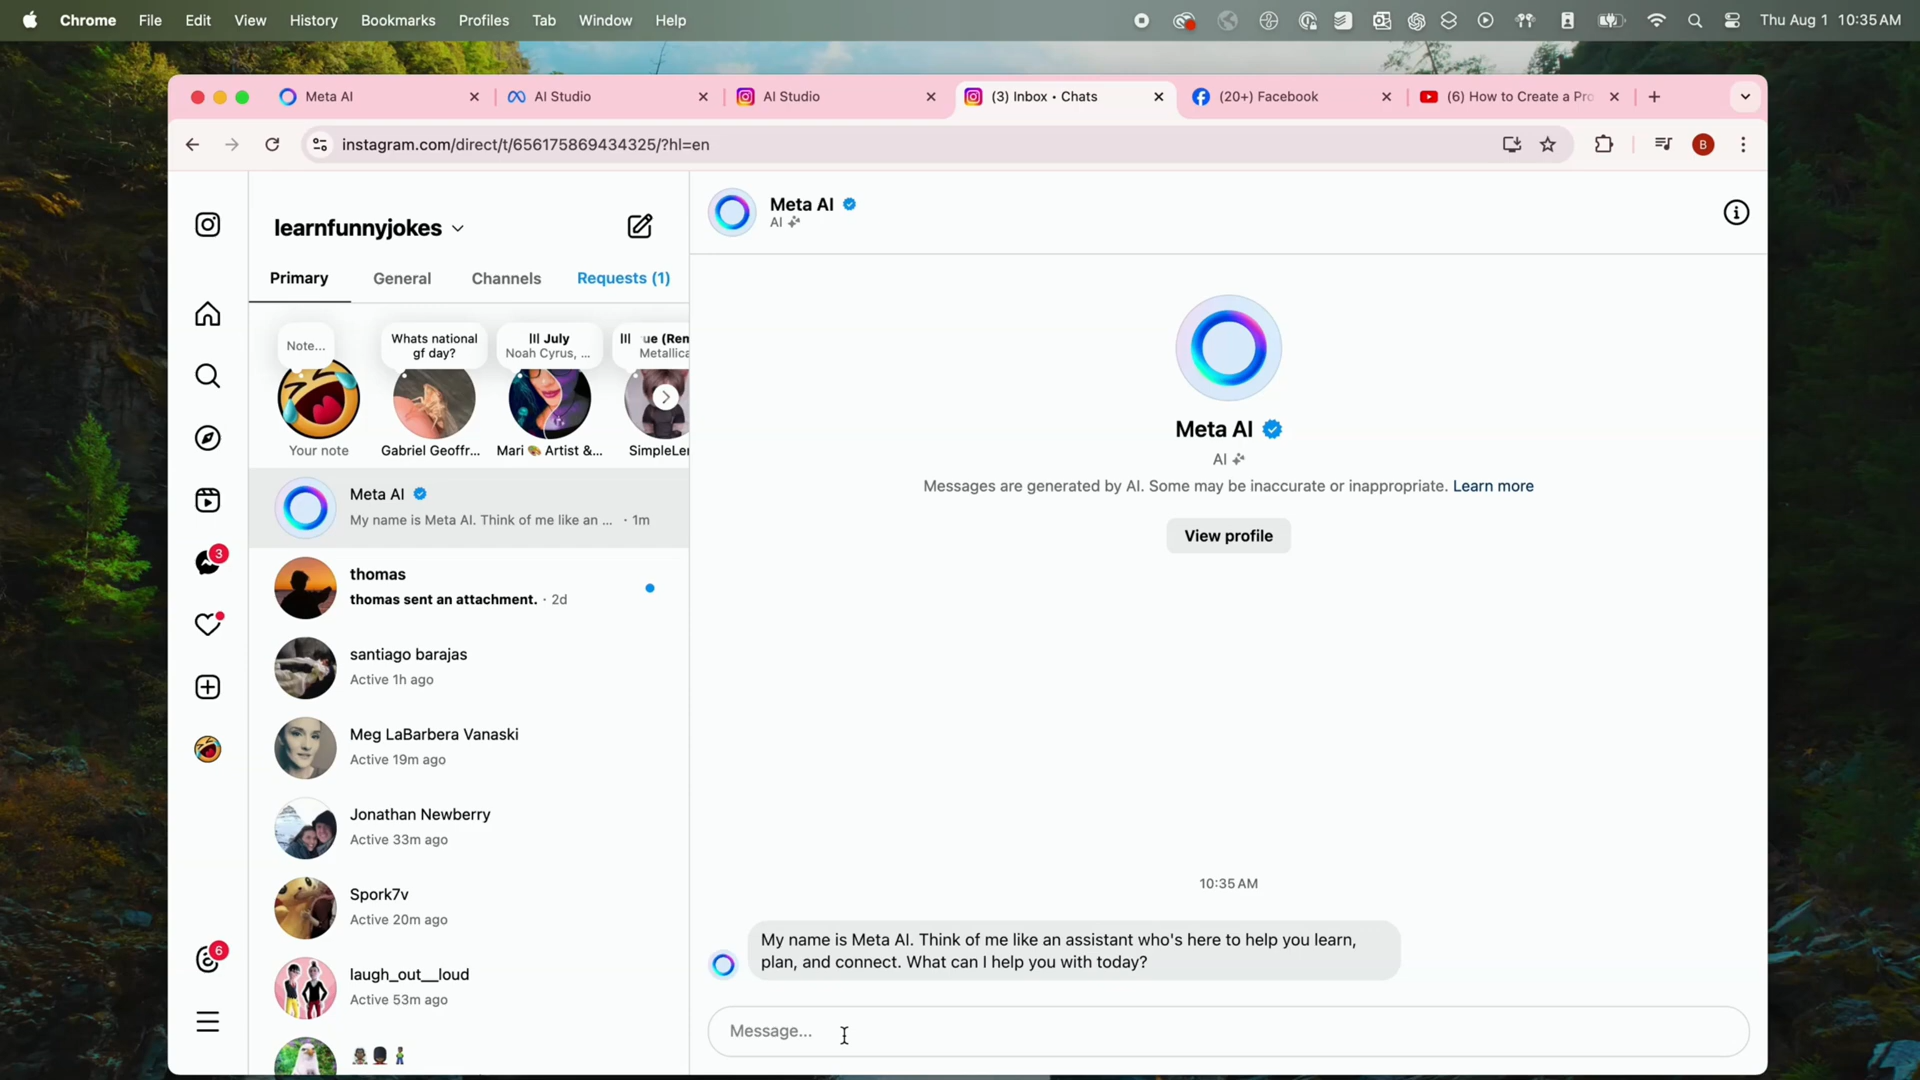 Chrome File Edit View History Bookmarks Profiles Tab Window Help Thu Aug 1 10:35 AM
Meta AI
AI Studio
AI Studio
(3) Inbox • Chats
(20+) Facebook
(6) How to Create a Pro
instagram.com/direct/t/656175869434325/?hl=en
B
learnfunnyjokes
Primary General Channels Requests (1)
Note...
Whats national
gf day?
July
Noah Cyrus, ...
ue (Ren
Metallica
Your note
Gabriel Geoffr...
Mari 🎨 Artist &...
SimpleLer
Meta AI
My name is Meta AI. Think of me like an ... · 1m
thomas
thomas sent an attachment. · 2d
santiago barajas
Active 1h ago
Meg LaBarbera Vanaski
Active 19m ago
Jonathan Newberry
Active 33m ago
Spork7v
Active 20m ago
laugh_out__loud
Active 53m ago
3
6
Meta AI
AI
Meta AI
AI
Messages are generated by AI. Some may be inaccurate or inappropriate. Learn more
View profile
10:35 AM
My name is Meta AI. Think of me like an assistant who's here to help you learn,
plan, and connect. What can I help you with today?
Message...